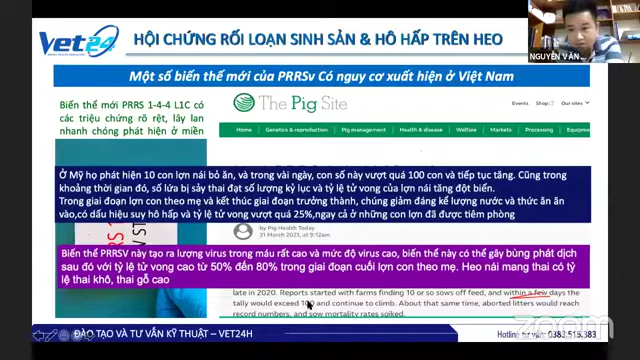 Vet24
HỘI CHỨNG RỐI LOẠN SINH SẢN & HÔ HẤP TRÊN HEO
NGUYỄN VĂN
Một số biến thể mới của PRRSv Có nguy cơ xuất hiện ở Việt Nam
Biến thể mới PRRS 1-4-4 L1C có
các triệu chứng rõ rệt, lây lan
nhanh chóng phát hiện ở miền
The Pig Site
Events Shop Our sites
Home Genetics & reproduction Pig management Health & disease Welfare Markets Processing Equipme
Ở Mỹ họ phát hiện 10 con lợn nái bỏ ăn, và trong vài ngày, con số này vượt quá 100 con và tiếp tục tăng. Cũng trong
khoảng thời gian đó, số lứa bị sảy thai đạt số lượng kỷ lục và tỷ lệ tử vong của lợn nái tăng đột biến.
Trong giai đoạn lợn con theo mẹ và kết thúc giai đoạn trưởng thành, chúng giảm đáng kể lượng nước và thức ăn ăn
vào,có dấu hiệu suy hô hấp và tỷ lệ tử vong vượt quá 25%,ngay cả ở những con lợn đã được tiêm phòng
by Pig Health Today
31 March 2021, at 9:12am
Biến thể PRRSV này tạo ra lượng virus trong máu rất cao và mức độ virus cao, biến thể này có thể gây bùng phát dịch
sau đó với tỷ lệ tử vong cao từ 50% đến 80% trong giai đoạn cuối lợn con theo mẹ. Heo nái mang thai có tỷ
lệ thai khô, thai gỗ cao
late in 2020. Reports started with farms finding 10 or so sows off feed, and within a few days the
tally would exceed 100 and continue to climb. About that same time, aborted litters would reach
record numbers, and sow mortality rates spiked.
ĐÀO TẠO VÀ TƯ VẤN KỸ THUẬT – VET24H
Hotline tư vấn: 0383.515.383
zoom